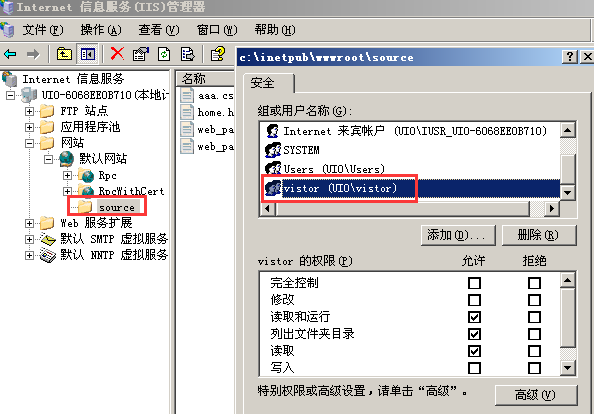 Internet 信息服务(IIS)管理器
文件(F) 操作(A) 查看(V) 窗口(W) 帮助(H)
Internet 信息服务
UIO-6068EE0B710(本地计
FTP 站点
应用程序池
网站
默认网站
Rpc
RpcWithCert
source
Web 服务扩展
默认 SMTP 虚拟服务
默认 NNTP 虚拟服务
名称
aaa.cs
home.h
web_pa
web_pa
c:\inetpub\wwwroot\source
安全
组或用户名称(G):
Internet 来宾帐户 (UIO\IUSR_UIO-6068EE0B710)
SYSTEM
Users (UIO\Users)
vistor (UIO\vistor)
添加(D)... 删除(R)
vistor 的权限(P) 允许 拒绝
完全控制
修改
读取和运行
列出文件夹目录
读取
写入
特别权限或高级设置，请单击“高级”。
高级(V)